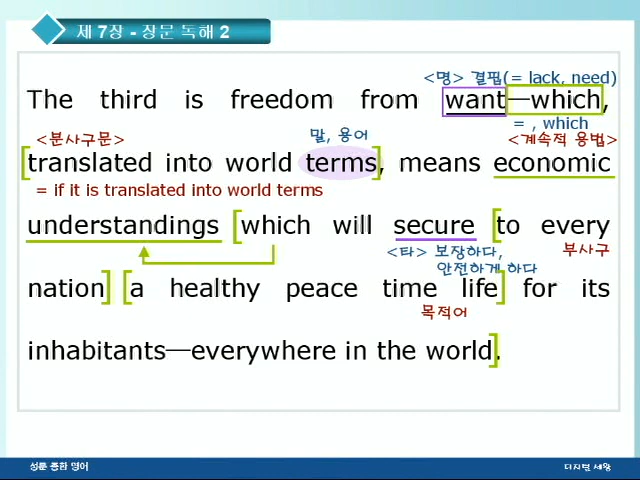 제 7장 - 장문 독해 2
<명> 결핍(= lack, need)
The third is freedom from want—which,
= , which
<분사구문> 말, 용어 <계속적 용법>
[translated into world terms], means economic
= if it is translated into world terms
understandings [which will secure [to every
<타> 보장하다, 부사구
안전하게 하다
nation] [a healthy peace time life] for its
목적어
inhabitants—everywhere in the world].
성문 종합 영어
디지털 세왕